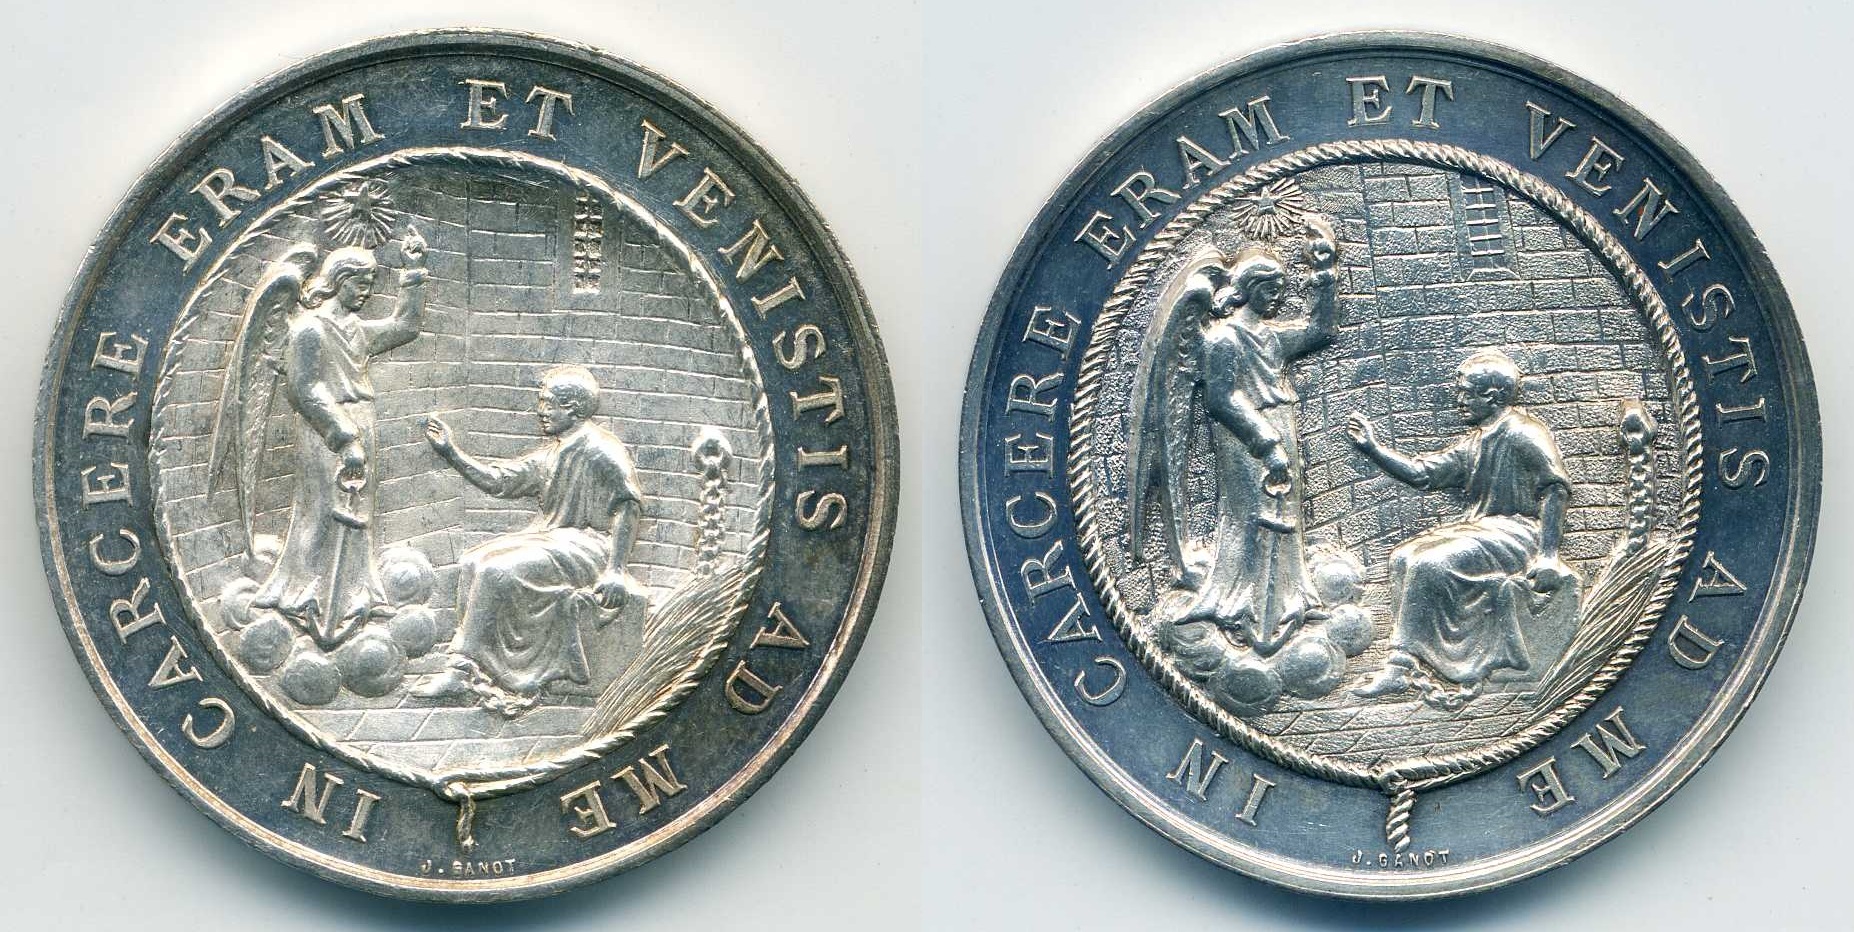 IN CARCERE ERAM ET VENISTIS AD ME
J. GANOT
IN CARCERE ERAM ET VENISTIS AD ME
J. GANOT